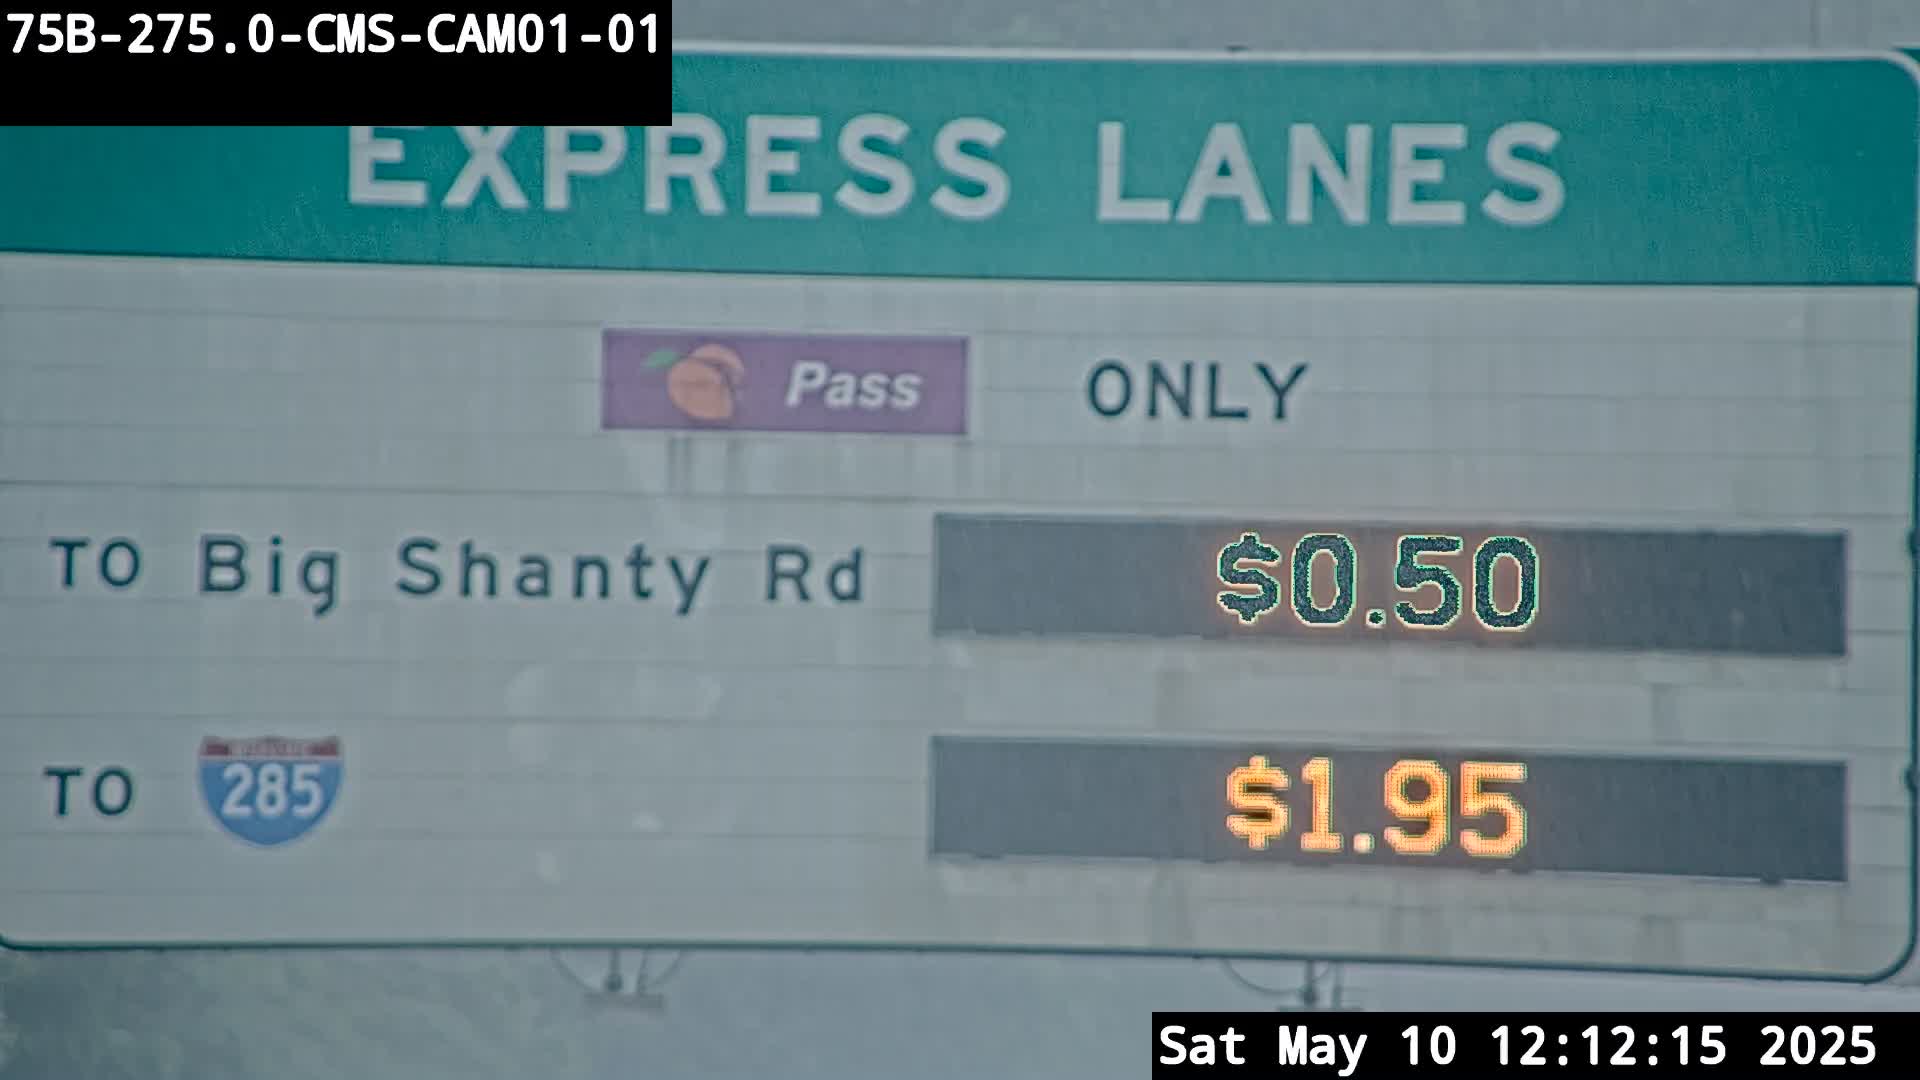 75B-275.0-CMS-CAM01-01
EXPRESS LANES
Pass ONLY
TO Big Shanty Rd $0.50
TO 285 $1.95
Sat May 10 12:12:15 2025